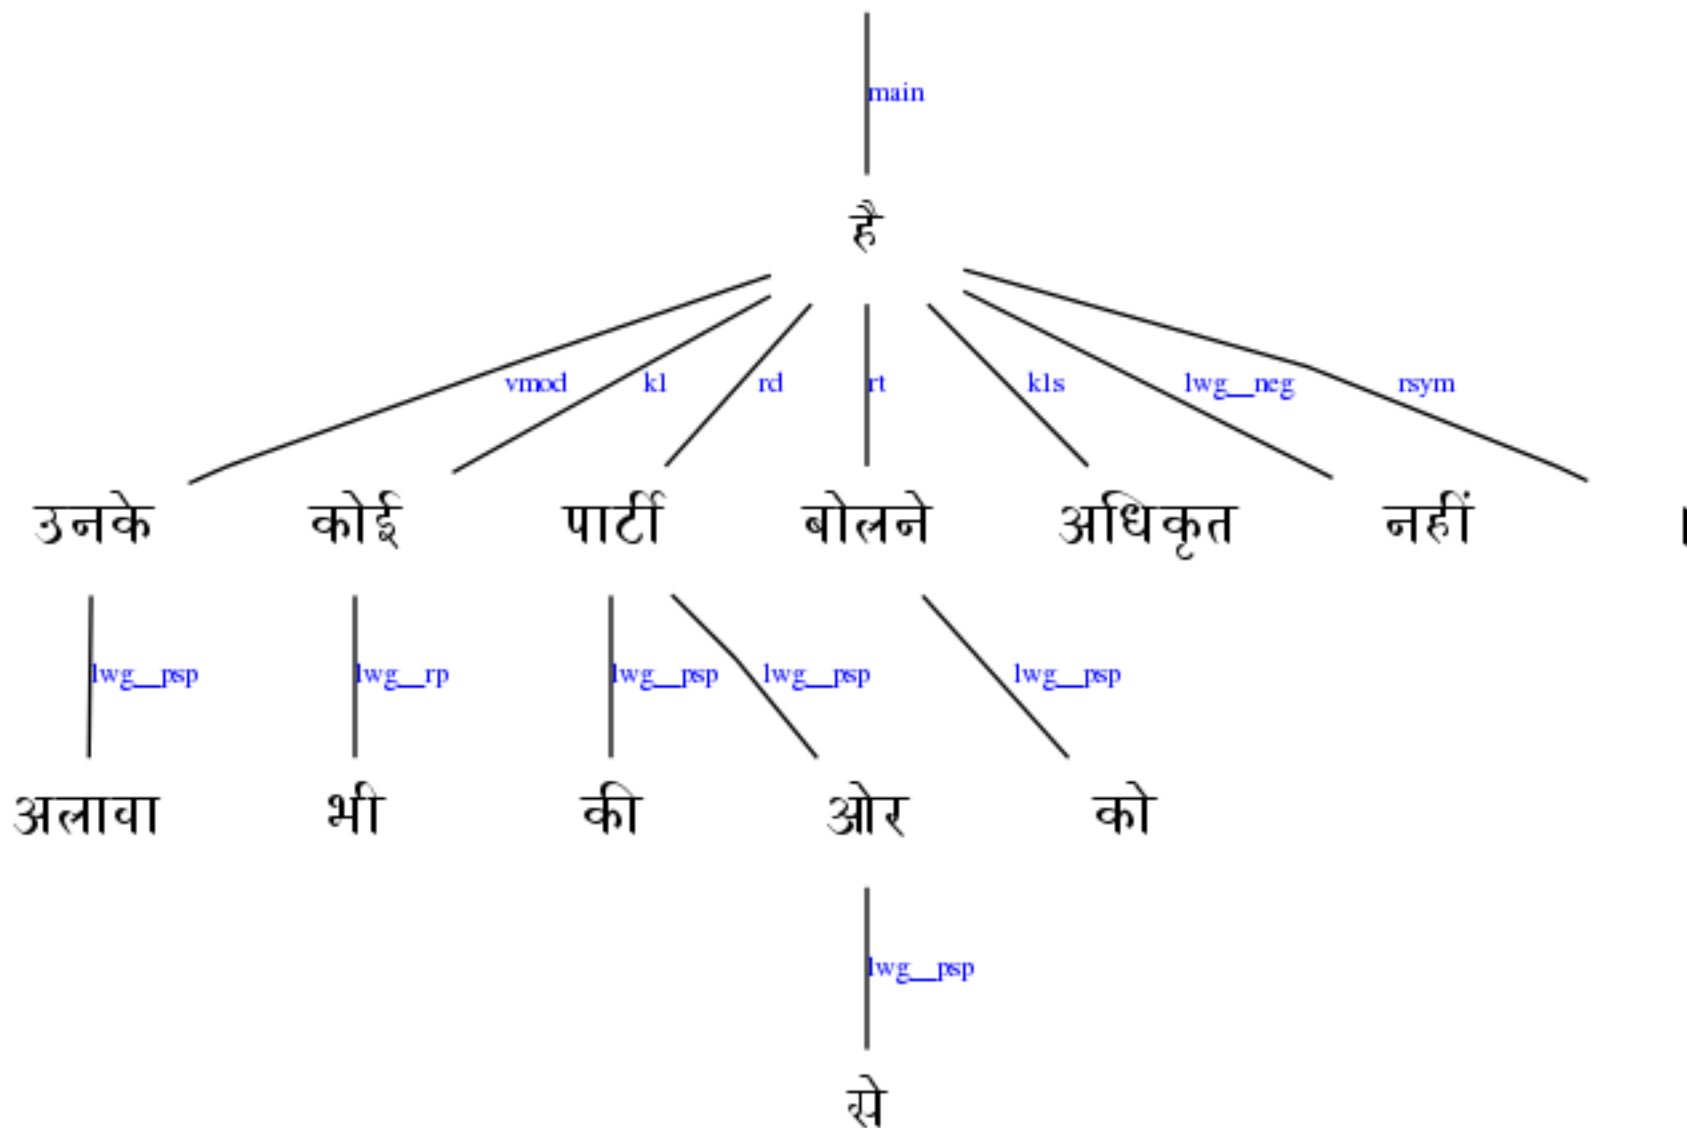 main
है
vmod k1 rd rt k1s lwg__neg rsym
उनके कोई पार्टी बोलने अधिकृत नहीं ।
lwg__psp lwg__rp lwg__psp lwg__psp lwg__psp
अलावा भी की ओर को
lwg__psp
से